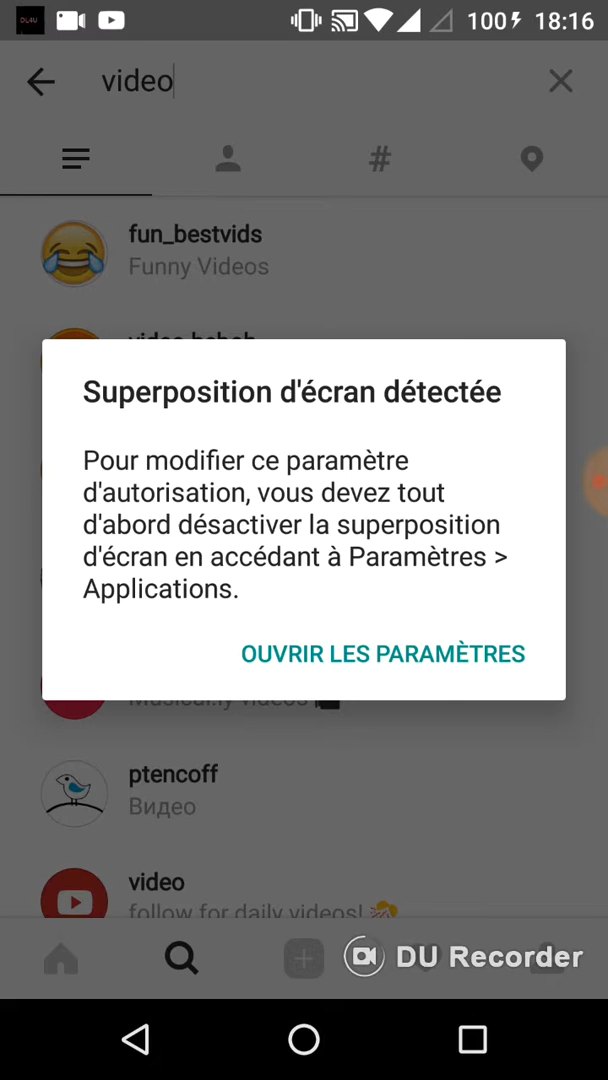 100 18:16
video
#
fun_bestvids
Funny Videos
Superposition d'écran détectée
Pour modifier ce paramètre
d'autorisation, vous devez tout
d'abord désactiver la superposition
d'écran en accédant à Paramètres >
Applications.
OUVRIR LES PARAMÈTRES
ptencoff
Видео
video
follow for daily videos!
DU Recorder